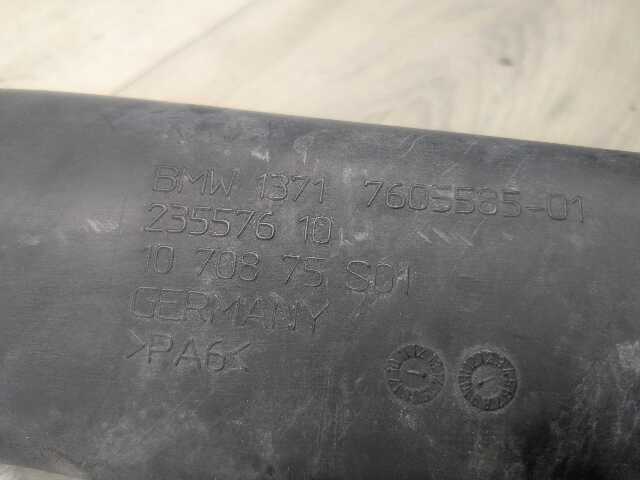 BMW 1371 7605585-01
235576 10
10 708 75 S01
GERMANY
>PA6<